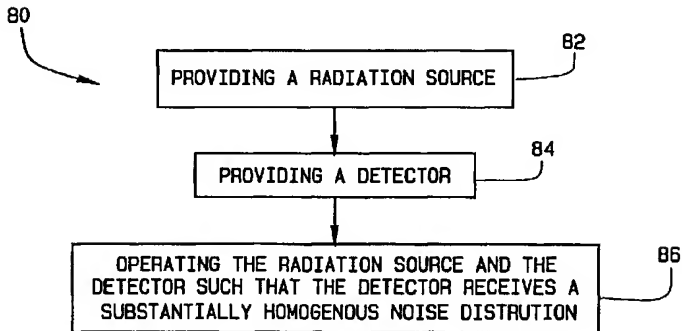 80
PROVIDING A RADIATION SOURCE
82
PROVIDING A DETECTOR
84
OPERATING THE RADIATION SOURCE AND THE
DETECTOR SUCH THAT THE DETECTOR RECEIVES A
SUBSTANTIALLY HOMOGENOUS NOISE DISTRUTION
86